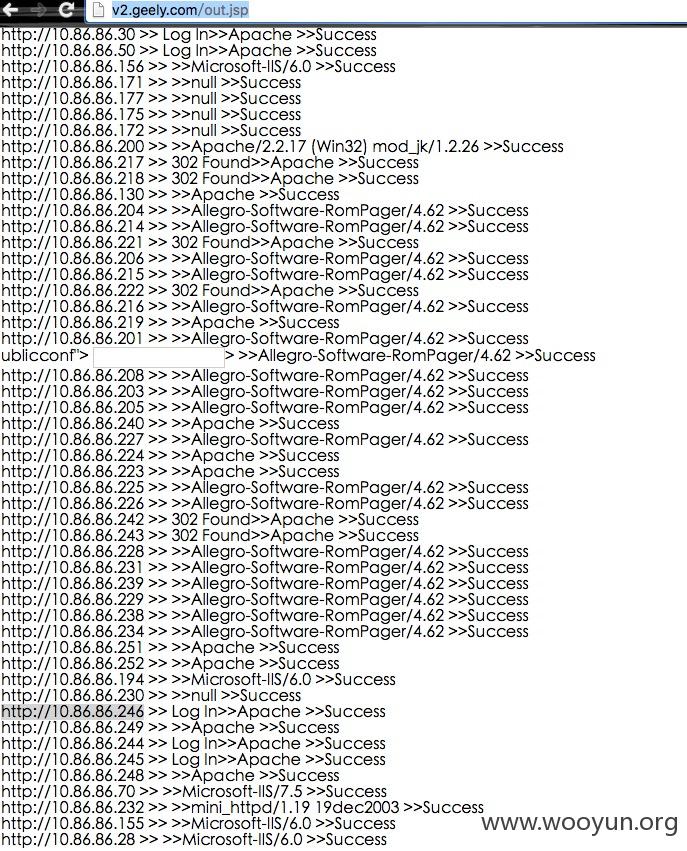 v2.geely.com/out.jsp
http://10.86.86.30 >> Log In>>Apache >>Success
http://10.86.86.50 >> Log In>>Apache >>Success
http://10.86.86.156 >> >>Microsoft-IIS/6.0 >>Success
http://10.86.86.171 >> >>null >>Success
http://10.86.86.177 >> >>null >>Success
http://10.86.86.175 >> >>null >>Success
http://10.86.86.172 >> >>null >>Success
http://10.86.86.200 >> >>Apache/2.2.17 (Win32) mod_jk/1.2.26 >>Success
http://10.86.86.217 >> 302 Found>>Apache >>Success
http://10.86.86.218 >> 302 Found>>Apache >>Success
http://10.86.86.130 >> >>Apache >>Success
http://10.86.86.204 >> >>Allegro-Software-RomPager/4.62 >>Success
http://10.86.86.214 >> >>Allegro-Software-RomPager/4.62 >>Success
http://10.86.86.221 >> 302 Found>>Apache >>Success
http://10.86.86.206 >> >>Allegro-Software-RomPager/4.62 >>Success
http://10.86.86.215 >> >>Allegro-Software-RomPager/4.62 >>Success
http://10.86.86.222 >> 302 Found>>Apache >>Success
http://10.86.86.216 >> >>Allegro-Software-RomPager/4.62 >>Success
http://10.86.86.219 >> >>Apache >>Success
http://10.86.86.201 >> >>Allegro-Software-RomPager/4.62 >>Success
ublicconf"> > >>Allegro-Software-RomPager/4.62 >>Success
http://10.86.86.208 >> >>Allegro-Software-RomPager/4.62 >>Success
http://10.86.86.203 >> >>Allegro-Software-RomPager/4.62 >>Success
http://10.86.86.205 >> >>Allegro-Software-RomPager/4.62 >>Success
http://10.86.86.240 >> >>Apache >>Success
http://10.86.86.227 >> >>Allegro-Software-RomPager/4.62 >>Success
http://10.86.86.224 >> >>Apache >>Success
http://10.86.86.223 >> >>Apache >>Success
http://10.86.86.225 >> >>Allegro-Software-RomPager/4.62 >>Success
http://10.86.86.226 >> >>Allegro-Software-RomPager/4.62 >>Success
http://10.86.86.242 >> 302 Found>>Apache >>Success
http://10.86.86.243 >> 302 Found>>Apache >>Success
http://10.86.86.228 >> >>Allegro-Software-RomPager/4.62 >>Success
http://10.86.86.231 >> >>Allegro-Software-RomPager/4.62 >>Success
http://10.86.86.239 >> >>Allegro-Software-RomPager/4.62 >>Success
http://10.86.86.229 >> >>Allegro-Software-RomPager/4.62 >>Success
http://10.86.86.238 >> >>Allegro-Software-RomPager/4.62 >>Success
http://10.86.86.234 >> >>Allegro-Software-RomPager/4.62 >>Success
http://10.86.86.251 >> >>Apache >>Success
http://10.86.86.252 >> >>Apache >>Success
http://10.86.86.194 >> >>Microsoft-IIS/6.0 >>Success
http://10.86.86.230 >> >>null >>Success
http://10.86.86.246 >> Log In>>Apache >>Success
http://10.86.86.249 >> >>Apache >>Success
http://10.86.86.244 >> Log In>>Apache >>Success
http://10.86.86.245 >> Log In>>Apache >>Success
http://10.86.86.248 >> >>Apache >>Success
http://10.86.86.70 >> >>Microsoft-IIS/7.5 >>Success
http://10.86.86.232 >> >>mini_httpd/1.19 19dec2003 >>Success
http://10.86.86.155 >> >>Microsoft-IIS/6.0 >>Success
http://10.86.86.28 >> >>Microsoft-IIS/6.0 >>Success
www.wooyun.org